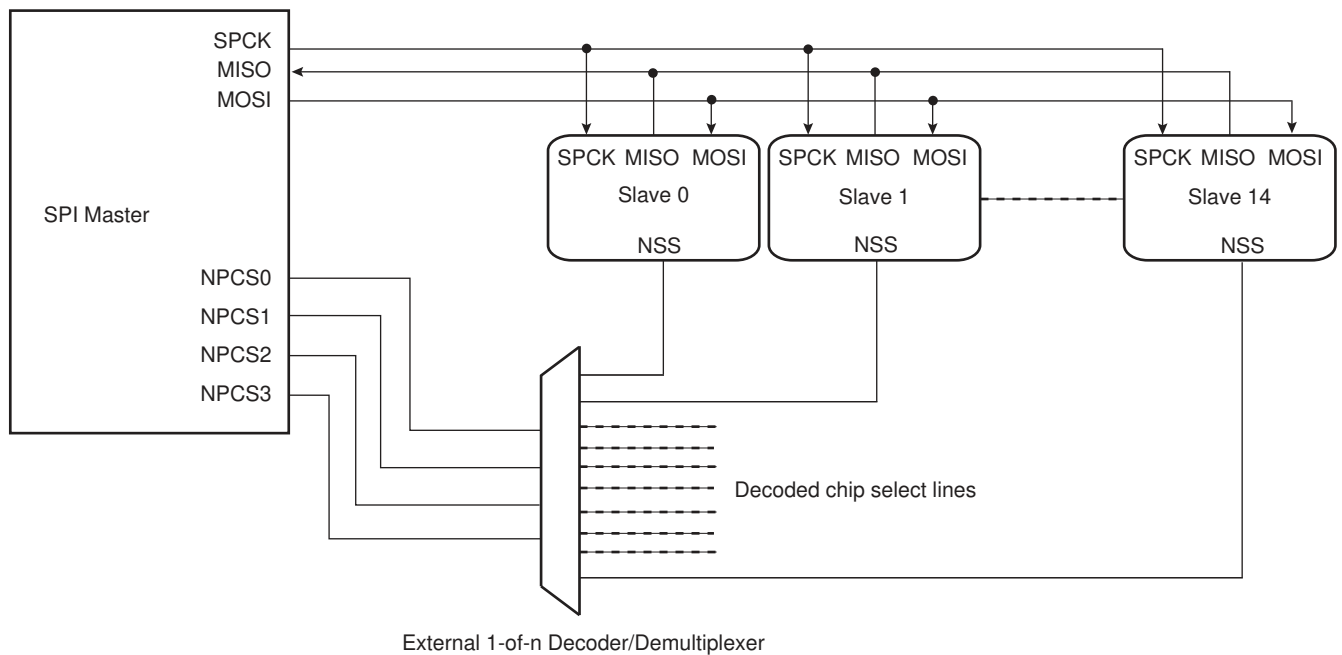 SPCK
MISO
MOSI
SPI Master
NPCS0
NPCS1
NPCS2
NPCS3
SPCK MISO MOSI
Slave 0
NSS
SPCK MISO MOSI
Slave 1
NSS
SPCK MISO MOSI
Slave 14
NSS
Decoded chip select lines
External 1-of-n Decoder/Demultiplexer